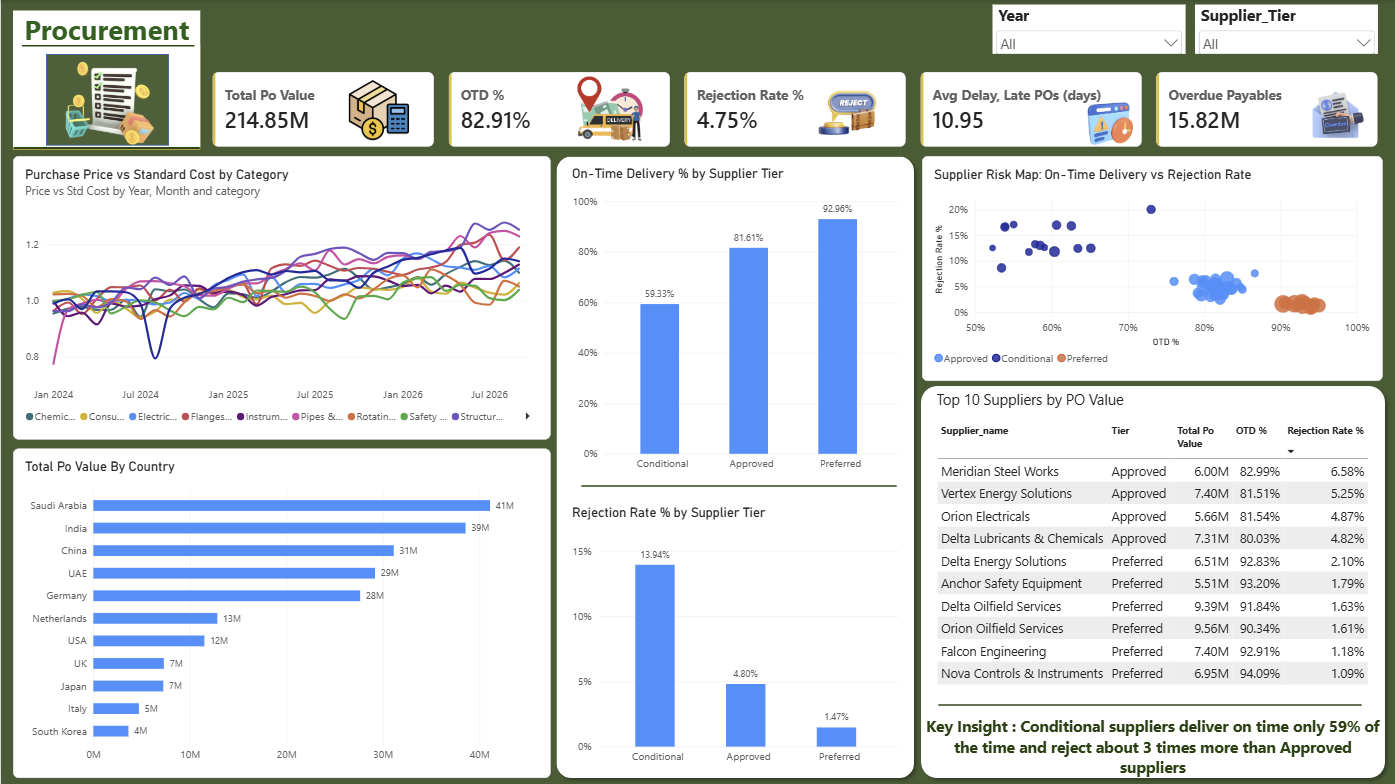 Procurement
Year
All
Supplier_Tier
All
Total Po Value
214.85M
OTD %
82.91%
DELIVERY
Rejection Rate %
4.75%
REJECT
Avg Delay, Late POs (days)
10.95
Overdue Payables
15.82M
Purchase Price vs Standard Cost by Category
Price vs Std Cost by Year, Month and category
1.2
1.0
0.8
Jan 2024
Jul 2024
Jan 2025
Jul 2025
Jan 2026
Jul 2026
Chemic...
Consu...
Electric...
Flanges...
Instrum...
Pipes &...
Rotatin...
Safety ...
Structur...
Total Po Value By Country
Saudi Arabia 41M
India 39M
China 31M
UAE 29M
Germany 28M
Netherlands 13M
USA 12M
UK 7M
Japan 7M
Italy 5M
South Korea 4M
0M 10M 20M 30M 40M
On-Time Delivery % by Supplier Tier
100%
80%
60%
40%
20%
0%
59.33%
81.61%
92.96%
Conditional
Approved
Preferred
Rejection Rate % by Supplier Tier
15%
10%
5%
0%
13.94%
4.80%
1.47%
Conditional
Approved
Preferred
Supplier Risk Map: On-Time Delivery vs Rejection Rate
Rejection Rate %
20%
15%
10%
5%
0%
50% 60% 70% 80% 90% 100%
OTD %
Approved
Conditional
Preferred
Top 10 Suppliers by PO Value
Supplier_name Tier Total Po Value OTD % Rejection Rate %
Meridian Steel Works Approved 6.00M 82.99% 6.58%
Vertex Energy Solutions Approved 7.40M 81.51% 5.25%
Orion Electricals Approved 5.66M 81.54% 4.87%
Delta Lubricants & Chemicals Approved 7.31M 80.03% 4.82%
Delta Energy Solutions Preferred 6.51M 92.83% 2.10%
Anchor Safety Equipment Preferred 5.51M 93.20% 1.79%
Delta Oilfield Services Preferred 9.39M 91.84% 1.63%
Orion Oilfield Services Preferred 9.56M 90.34% 1.61%
Falcon Engineering Preferred 7.40M 92.91% 1.18%
Nova Controls & Instruments Preferred 6.95M 94.09% 1.09%
Key Insight : Conditional suppliers deliver on time only 59% of
the time and reject about 3 times more than Approved
suppliers